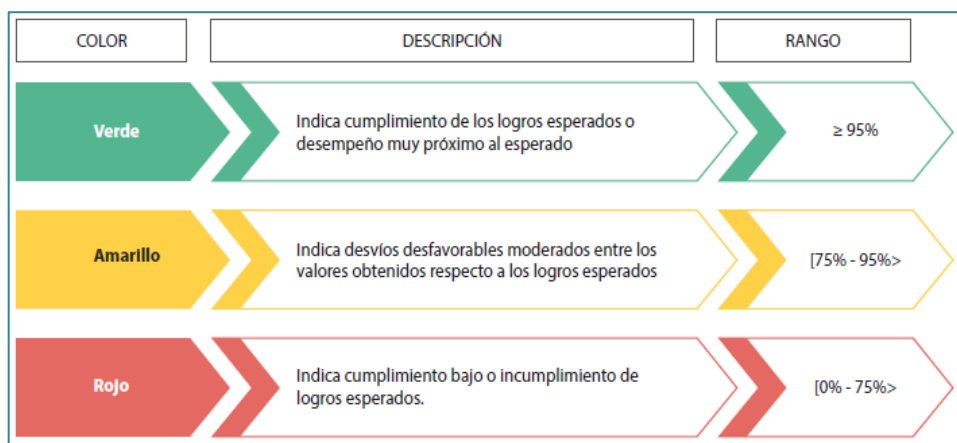 COLOR
DESCRIPCIÓN
RANGO
Verde
Indica cumplimiento de los logros esperados o
desempeño muy próximo al esperado
≥ 95%
Amarillo
Indica desvíos desfavorables moderados entre los
valores obtenidos respecto a los logros esperados
[75% - 95%>
Rojo
Indica cumplimiento bajo o incumplimiento de
logros esperados.
[0% - 75%>